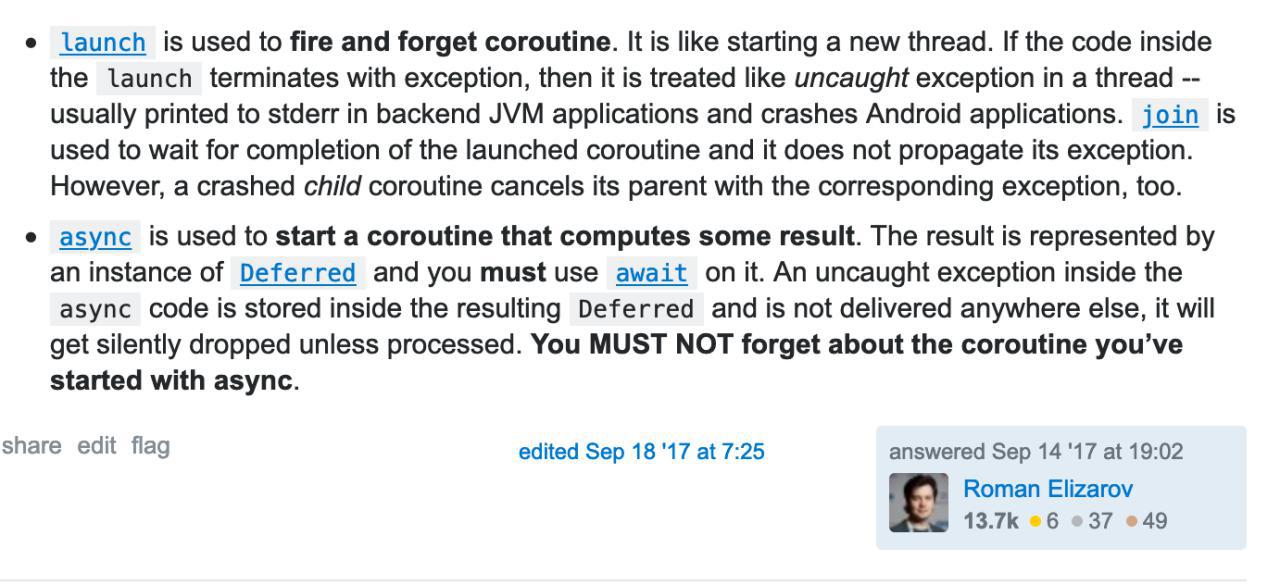 • launch is used to fire and forget coroutine. It is like starting a new thread. If the code inside
the launch terminates with exception, then it is treated like uncaught exception in a thread --
usually printed to stderr in backend JVM applications and crashes Android applications. join is
used to wait for completion of the launched coroutine and it does not propagate its exception.
However, a crashed child coroutine cancels its parent with the corresponding exception, too.
• async is used to start a coroutine that computes some result. The result is represented by
an instance of Deferred and you must use await on it. An uncaught exception inside the
async code is stored inside the resulting Deferred and is not delivered anywhere else, it will
get silently dropped unless processed. You MUST NOT forget about the coroutine you’ve
started with async.
share edit flag
edited Sep 18 '17 at 7:25
answered Sep 14 '17 at 19:02
Roman Elizarov
13.7k ● 6 ● 37 ● 49